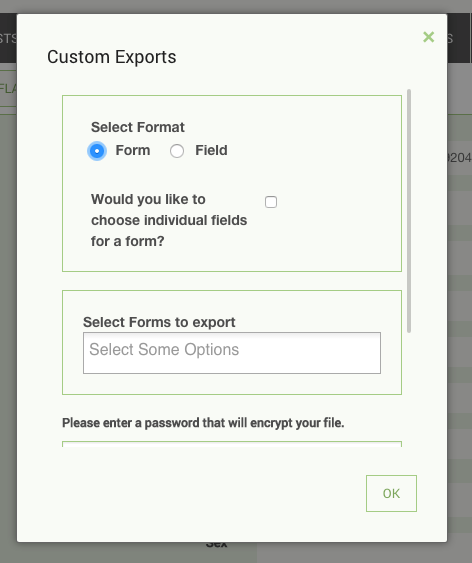 STS
S
×
Custom Exports
FLA
Select Format
Form Field
9204
Would you like to
choose individual fields
for a form?
Select Forms to export
Select Some Options
Please enter a password that will encrypt your file.
OK
Sex